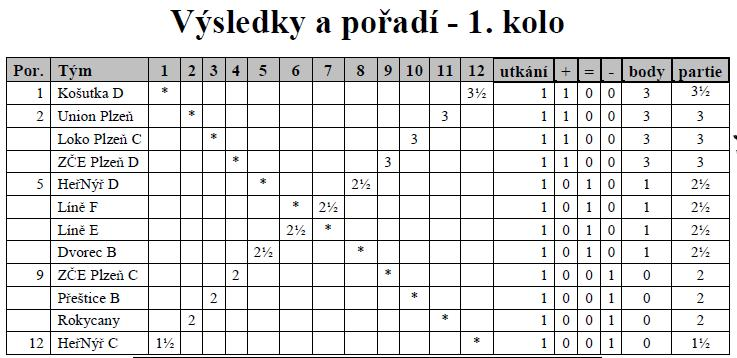 Výsledky a pořadí - 1. kolo
Poř. Tým 1 2 3 4 5 6 7 8 9 10 11 12 utkání + = - body partie
1 Košutka D * 3½ 1 1 0 0 3 3½
2 Union Plzeň * 3 1 1 0 0 3 3
Loko Plzeň C * 3 1 1 0 0 3 3
ZČE Plzeň D * 3 1 1 0 0 3 3
5 HeřNýř D * 2½ 1 0 1 0 1 2½
Líně F * 2½ 1 0 1 0 1 2½
Líně E 2½ * 1 0 1 0 1 2½
Dvorec B 2½ * 1 0 1 0 1 2½
9 ZČE Plzeň C 2 * 1 0 0 1 0 2
Přeštice B 2 * 1 0 0 1 0 2
Rokycany 2 * 1 0 0 1 0 2
12 HeřNýř C 1½ * 1 0 0 1 0 1½